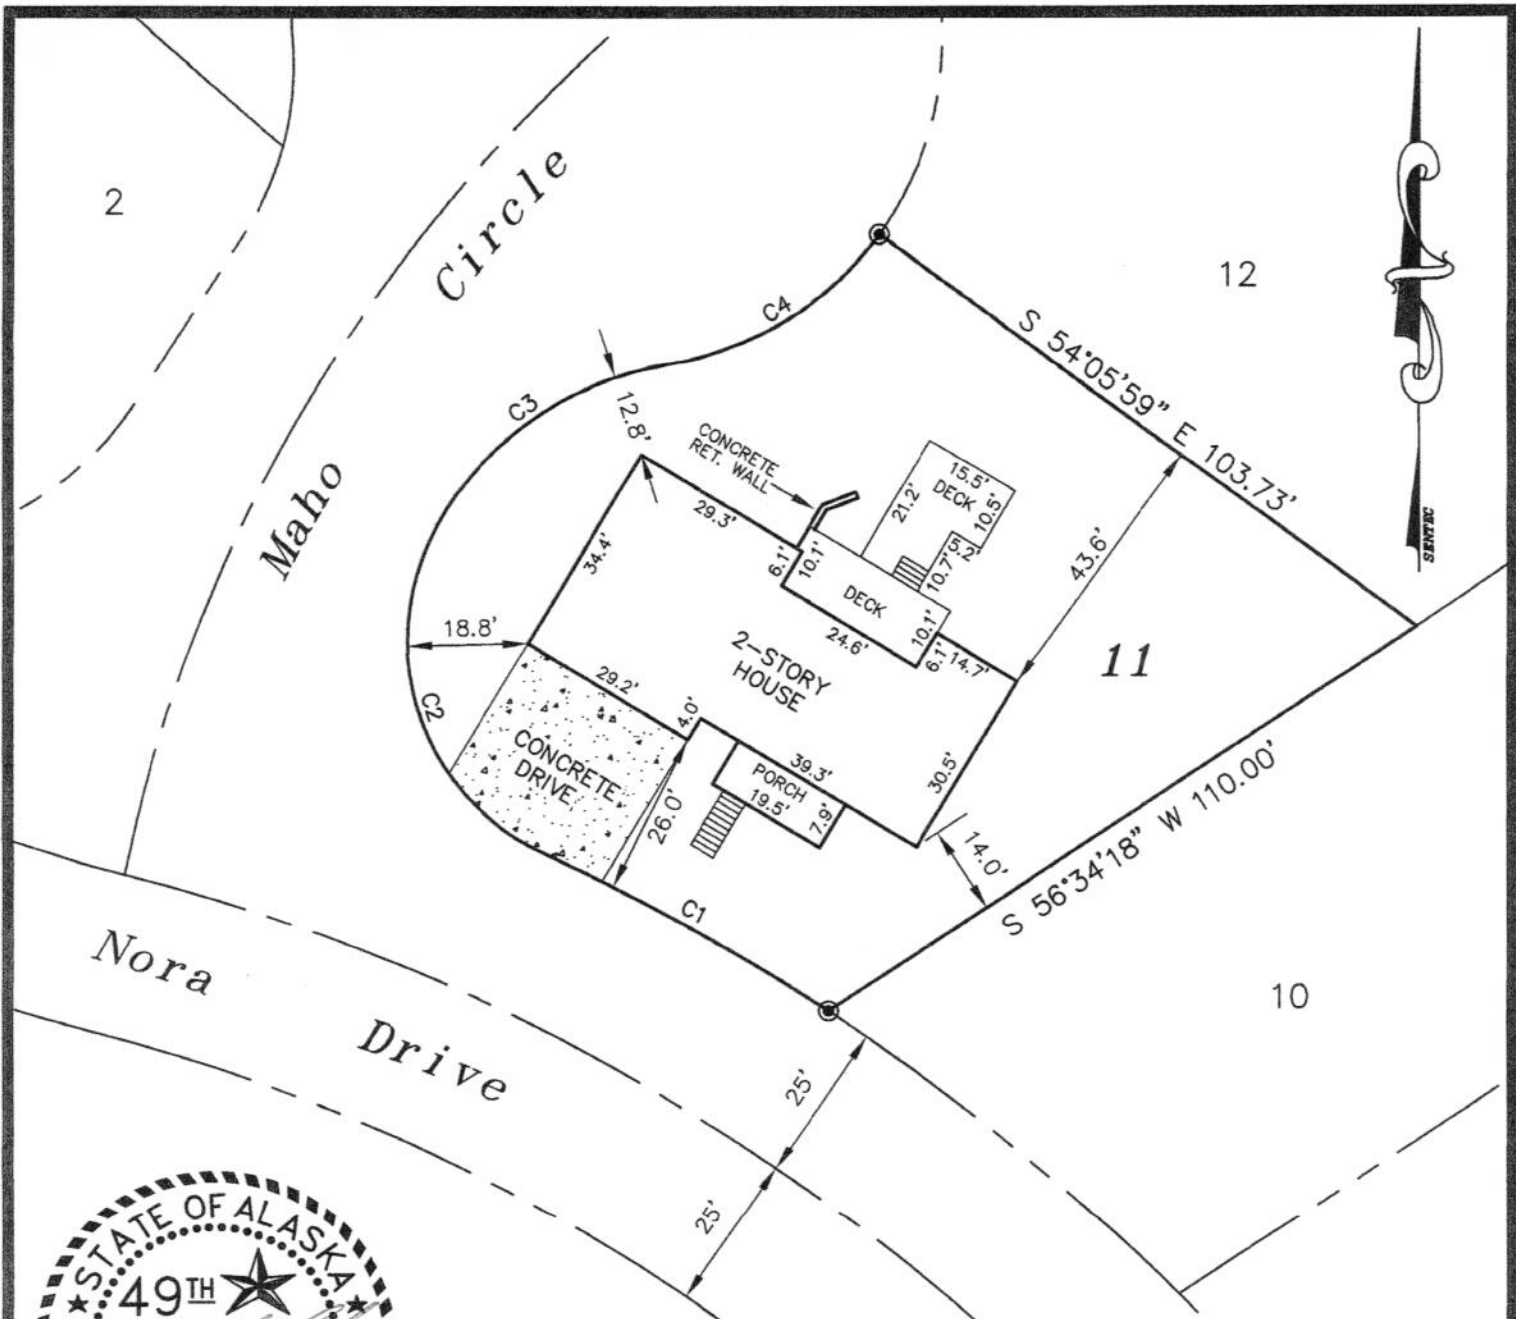 2
Maho Circle
12
C4
S 54°05'59" E 103.73'
C3
12.8'
CONCRETE
RET. WALL
15.5'
DECK
21.2'
10.5'
5.2'
10.7'
29.3'
6.1'
10.1'
DECK
24.6'
10.1'
6.1'
14.7'
43.6'
SENTEC
34.4'
18.8'
2-STORY
HOUSE
11
29.2'
4.0'
C2
CONCRETE
DRIVE
39.3'
PORCH
19.5'
7.9'
30.5'
26.0'
14.0'
S 56°34'18" W 110.00'
C1
Nora Drive
10
25'
25'
STATE OF ALASKA
49TH